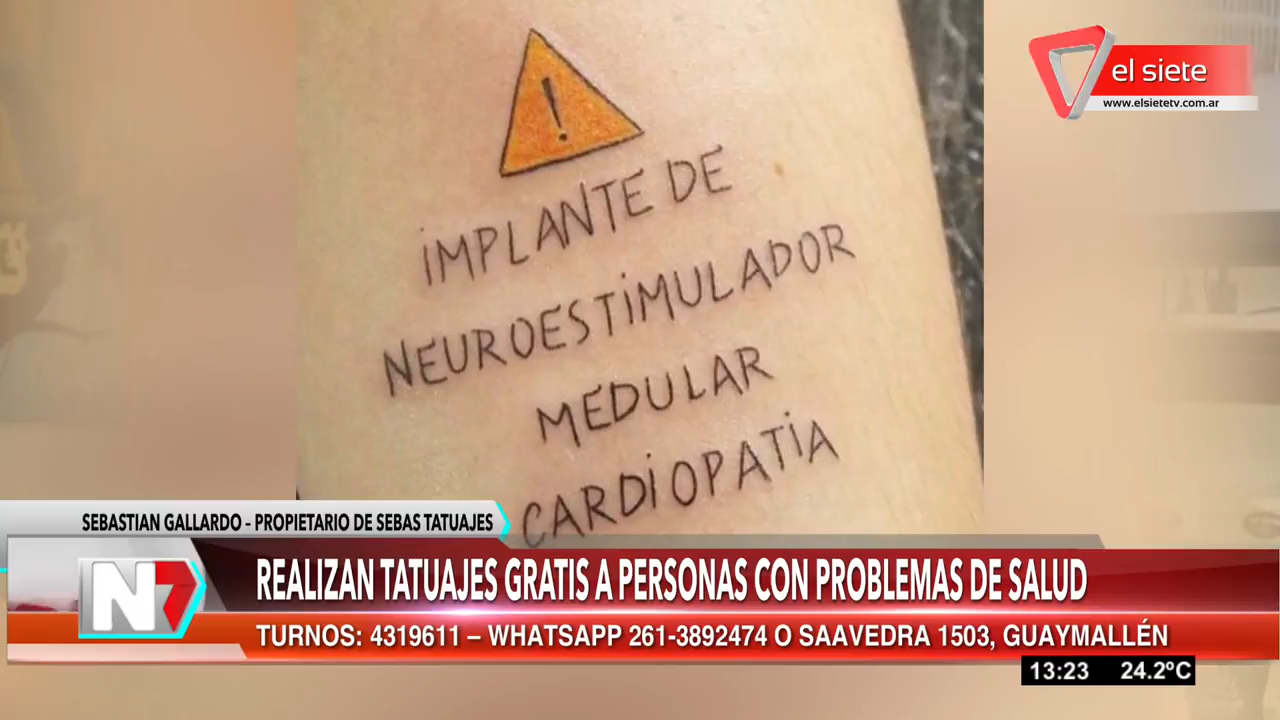 el siete
www.elsietetv.com.ar
!
iMPLANTE DE
NEUROESTiMULADOR
MEDULAR
CARDiOPATiA
SEBASTIAN GALLARDO - PROPIETARIO DE SEBAS TATUAJES
N7
REALIZAN TATUAJES GRATIS A PERSONAS CON PROBLEMAS DE SALUD
TURNOS: 4319611 – WHATSAPP 261-3892474 O SAAVEDRA 1503, GUAYMALLÉN
13:23 24.2ºC